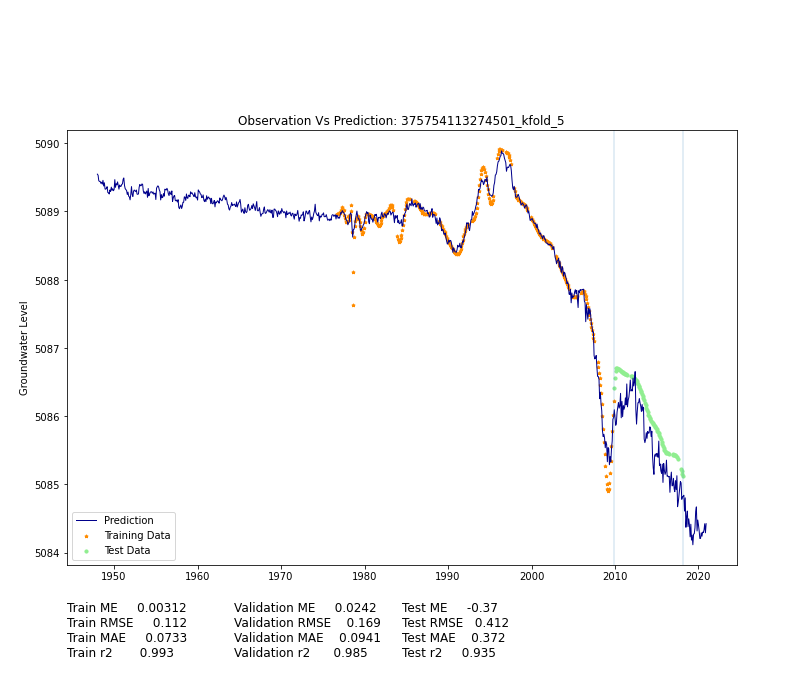 Observation Vs Prediction: 375754113274501_kfold_5
5090
5089
5088
5087
5086
5085
5084
Groundwater Level
Prediction
Training Data
Test Data
1950 1960 1970 1980 1990 2000 2010 2020
Train ME 0.00312 Validation ME 0.0242 Test ME -0.37
Train RMSE 0.112 Validation RMSE 0.169 Test RMSE 0.412
Train MAE 0.0733 Validation MAE 0.0941 Test MAE 0.372
Train r2 0.993 Validation r2 0.985 Test r2 0.935